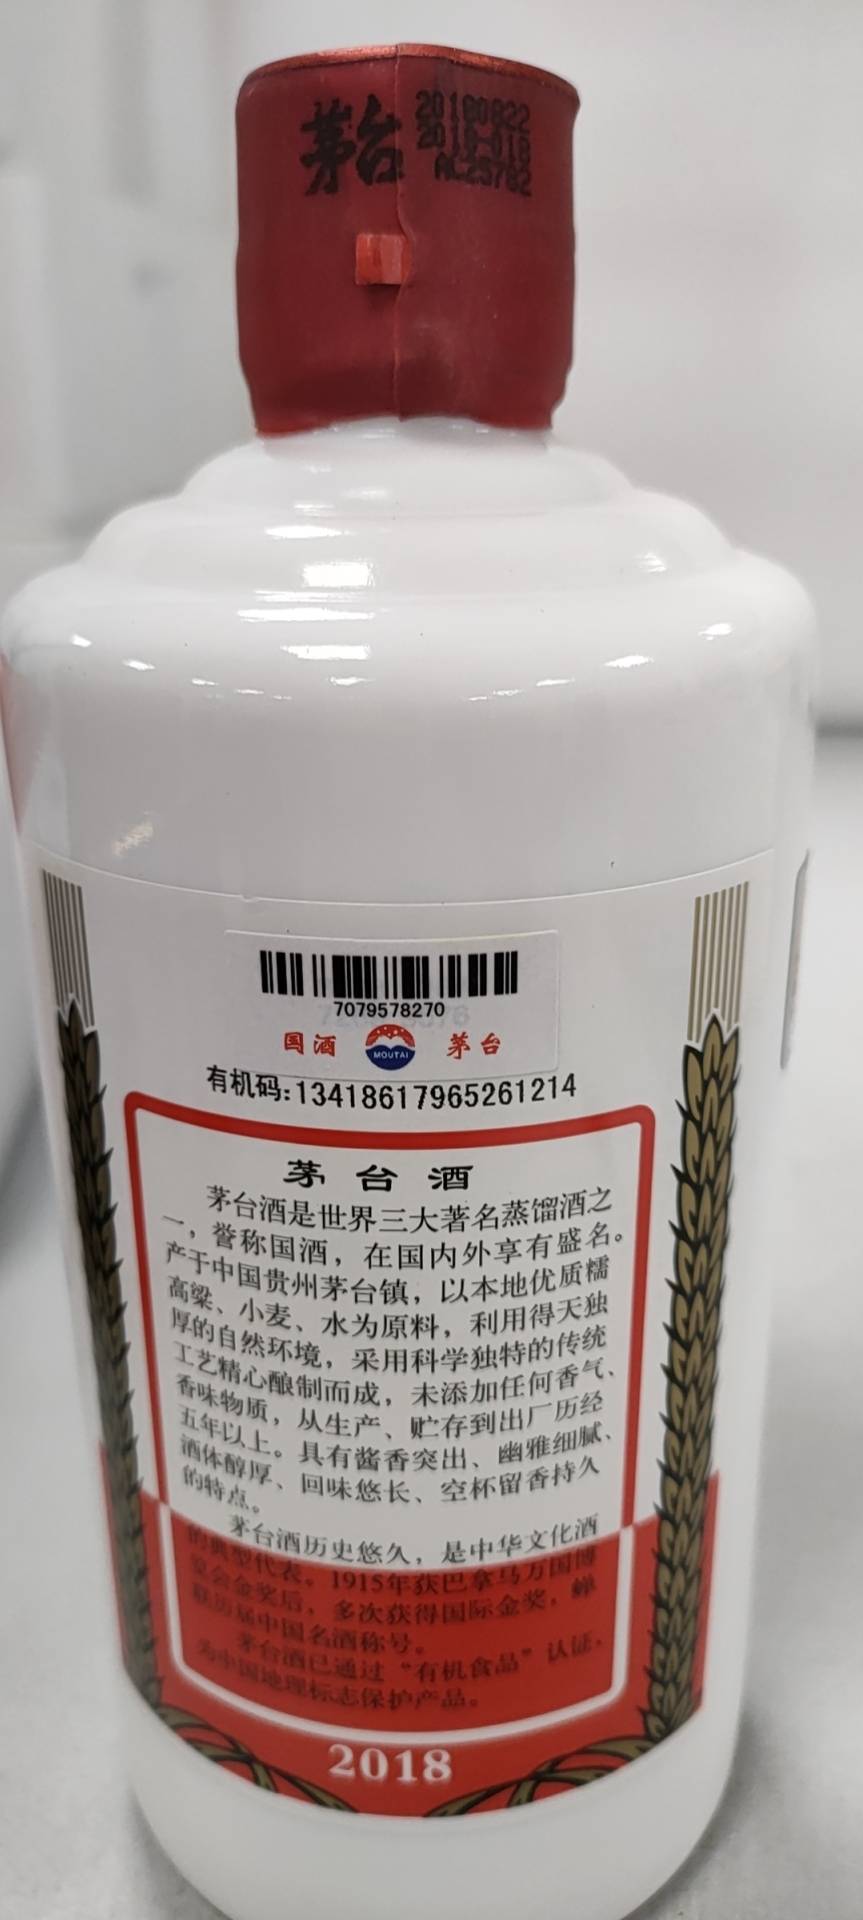 茅台
20180822
2018-018
AC25782
7079578270
国酒 MOUTAI 茅台
有机码:13418617965261214
茅台酒
茅台酒是世界三大著名蒸馏酒之
一，誉称国酒，在国内外享有盛名。
产于中国贵州茅台镇，以本地优质糯
高粱、小麦、水为原料，利用得天独
厚的自然环境，采用科学独特的传统
工艺精心酿制而成，未添加任何香气、
香味物质，从生产、贮存到出厂历经
五年以上。具有酱香突出、幽雅细腻、
酒体醇厚、回味悠长、空杯留香持久
的特点。
茅台酒历史悠久，是中华文化酒
的典型代表。1915年获巴拿马万国博
览会金奖后，多次获得国际金奖，蝉
联历届中国名酒称号。
茅台酒已通过“有机食品”认证，
为中国地理标志保护产品。
2018